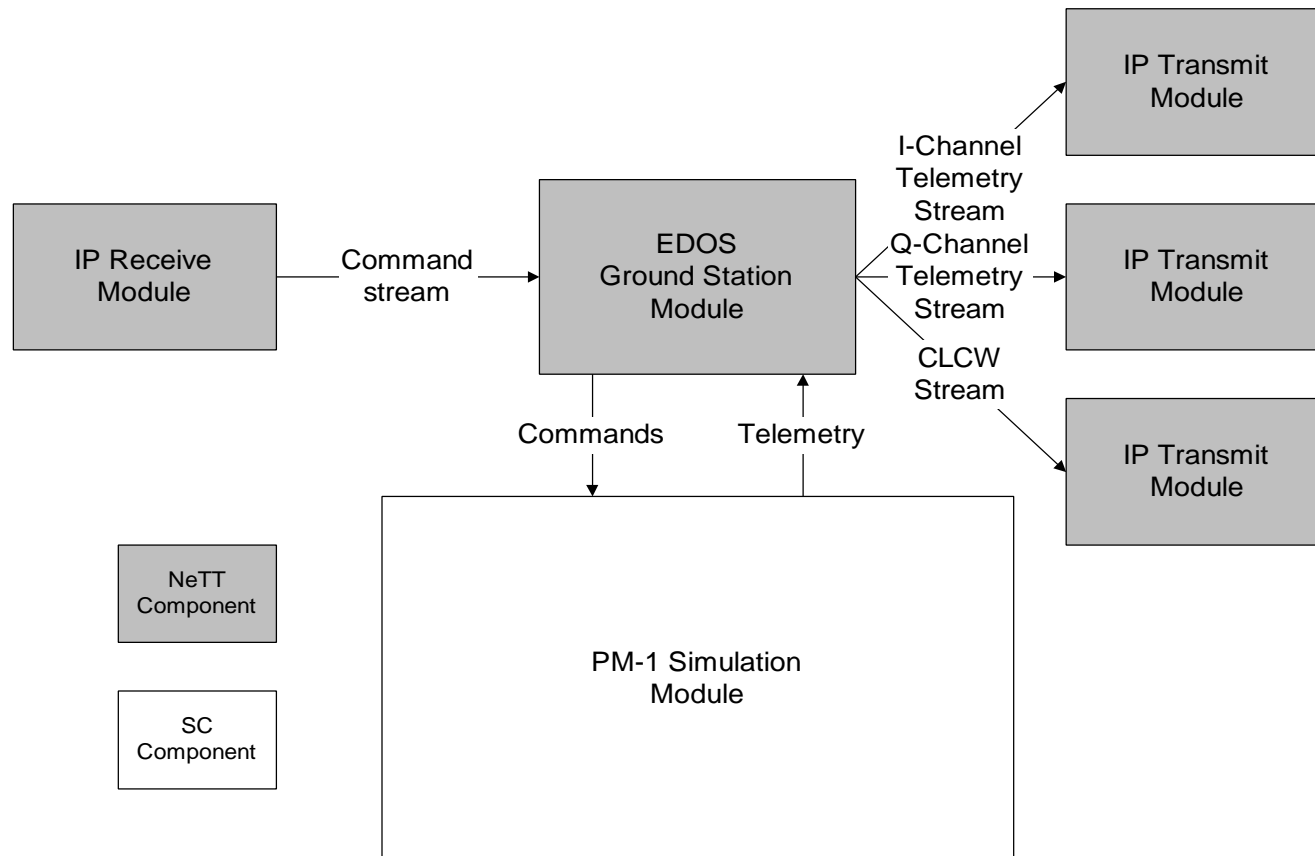 IP Transmit
Module
I-Channel
Telemetry
Stream
IP Receive
Module
Command
stream
EDOS
Ground Station
Module
Q-Channel
Telemetry
Stream
IP Transmit
Module
CLCW
Stream
IP Transmit
Module
Commands
Telemetry
NeTT
Component
PM-1 Simulation
Module
SC
Component